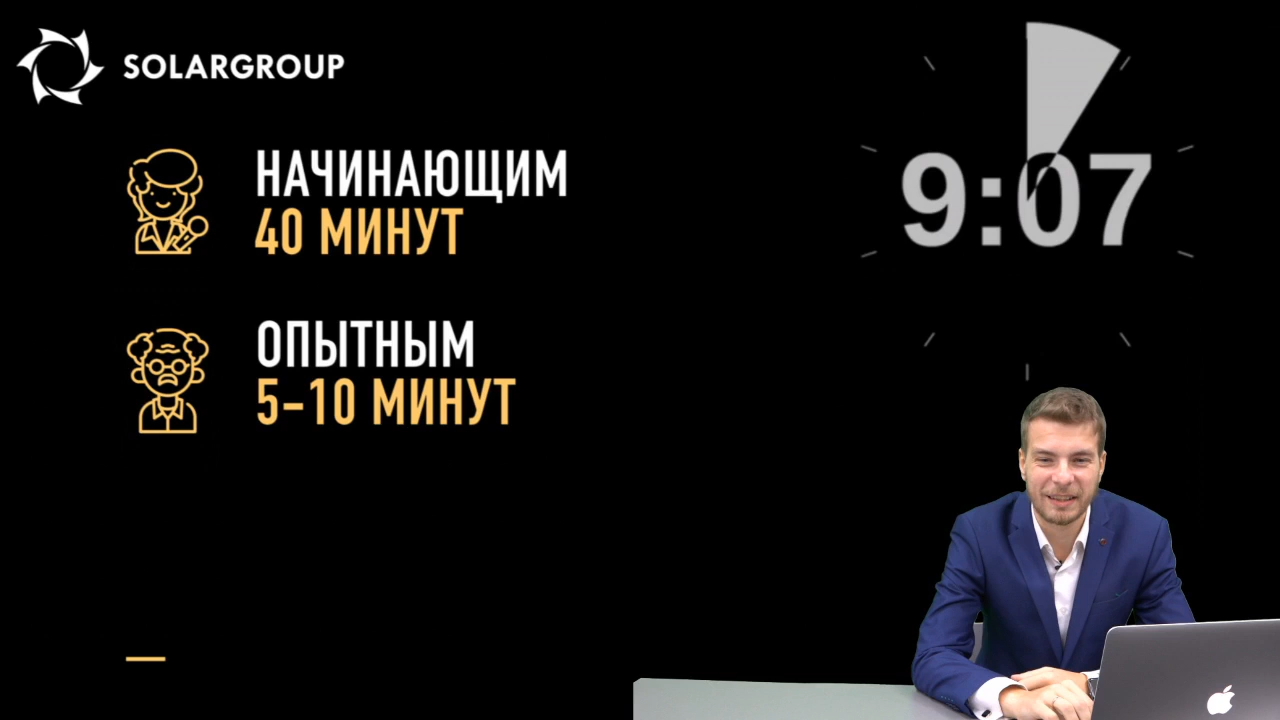 SOLARGROUP
9:07
НАЧИНАЮЩИМ
40 МИНУТ
ОПЫТНЫМ
5-10 МИНУТ